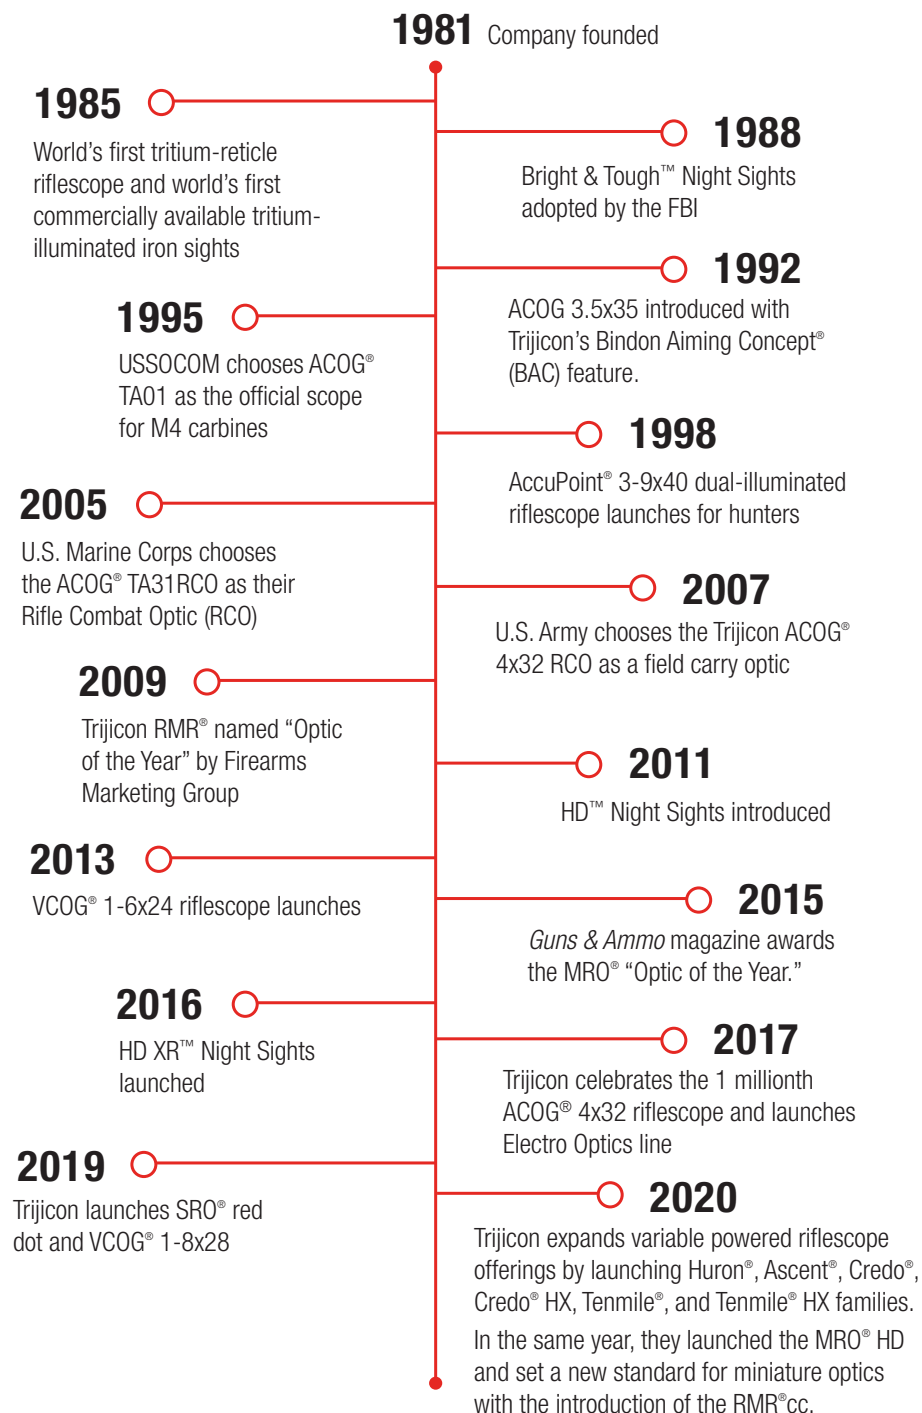 1981 Company founded
1985
World's first tritium-reticle
riflescope and world's first
commercially available tritium-
illuminated iron sights
1988
Bright & Tough™ Night Sights
adopted by the FBI
1992
ACOG 3.5x35 introduced with
Trijicon's Bindon Aiming Concept®
(BAC) feature.
1995
USSOCOM chooses ACOG®
TA01 as the official scope
for M4 carbines
1998
AccuPoint® 3-9x40 dual-illuminated
riflescope launches for hunters
2005
U.S. Marine Corps chooses
the ACOG® TA31RCO as their
Rifle Combat Optic (RCO)
2007
U.S. Army chooses the Trijicon ACOG®
4x32 RCO as a field carry optic
2009
Trijicon RMR® named “Optic
of the Year” by Firearms
Marketing Group
2011
HD™ Night Sights introduced
2013
VCOG® 1-6x24 riflescope launches
2015
Guns & Ammo magazine awards
the MRO® “Optic of the Year.”
2016
HD XR™ Night Sights
launched
2017
Trijicon celebrates the 1 millionth
ACOG® 4x32 riflescope and launches
Electro Optics line
2019
Trijicon launches SRO® red
dot and VCOG® 1-8x28
2020
Trijicon expands variable powered riflescope
offerings by launching Huron®, Ascent®, Credo®,
Credo® HX, Tenmile®, and Tenmile® HX families.
In the same year, they launched the MRO® HD
and set a new standard for miniature optics
with the introduction of the RMR®cc.